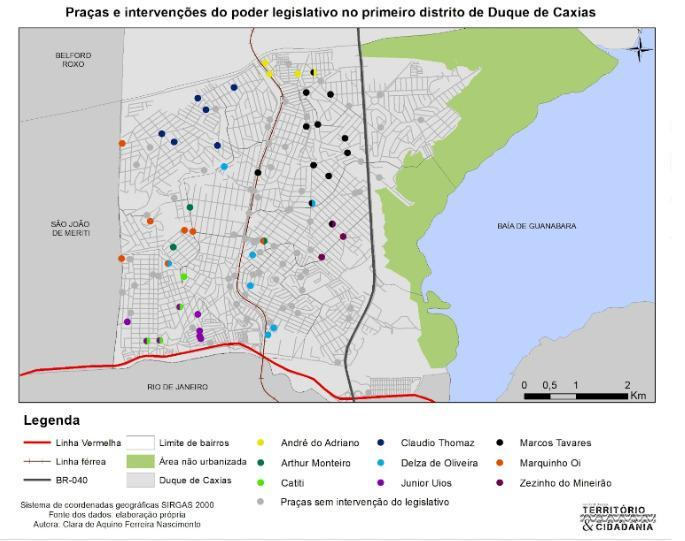 Praças e intervenções do poder legislativo no primeiro distrito de Duque de Caxias
BELFORD
ROXO
N
SÃO JOÃO
DE MERITI
BAÍA DE GUANABARA
RIO DE JANEIRO
0 0,5 1 2
Km
Legenda
Linha Vermelha
Linha férrea
BR-040
Limite de bairros
Área não urbanizada
Duque de Caxias
André do Adriano
Arthur Monteiro
Catiti
Praças sem intervenção do legislativo
Claudio Thomaz
Delza de Oliveira
Junior Uios
Marcos Tavares
Marquinho Oi
Zezinho do Mineirão
Sistema de coordenadas geográficas SIRGAS 2000
Fonte dos dados: elaboração própria
Autora: Clara de Aquino Ferreira Nascimento
TERRITÓRIO
& CIDADANIA